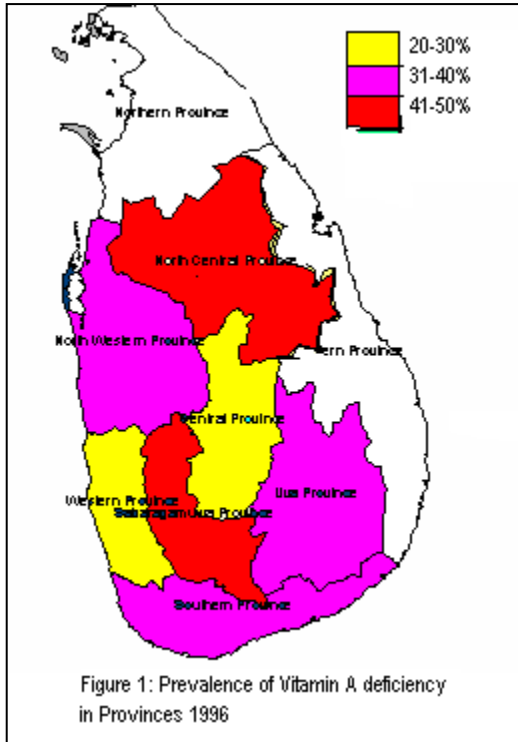 20-30%
31-40%
41-50%
Northern Province
North Central Province
North Western Province
ern Province
Central Province
Uva Province
Western Province
Sabaragamuwa Province
Southern Province
Figure 1: Prevalence of Vitamin A deficiency
in Provinces 1996